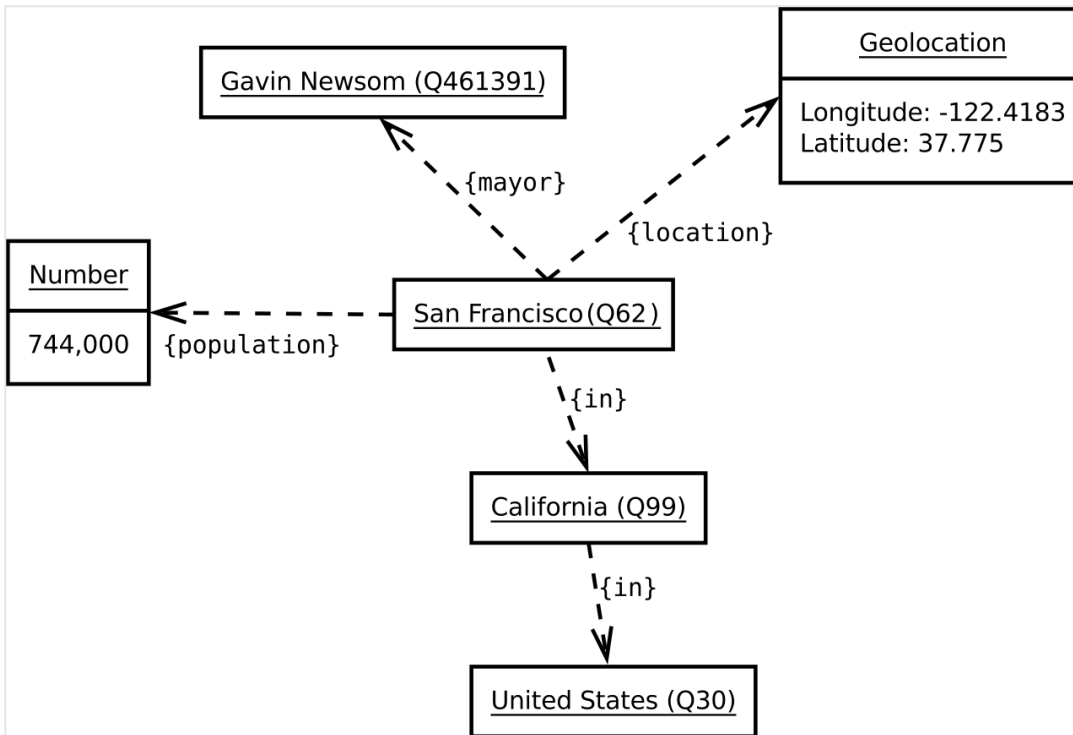 Geolocation
Gavin Newsom (Q461391)
Longitude: -122.4183
Latitude: 37.775
{mayor}
{location}
Number
San Francisco (Q62)
744,000
{population}
{in}
California (Q99)
{in}
United States (Q30)